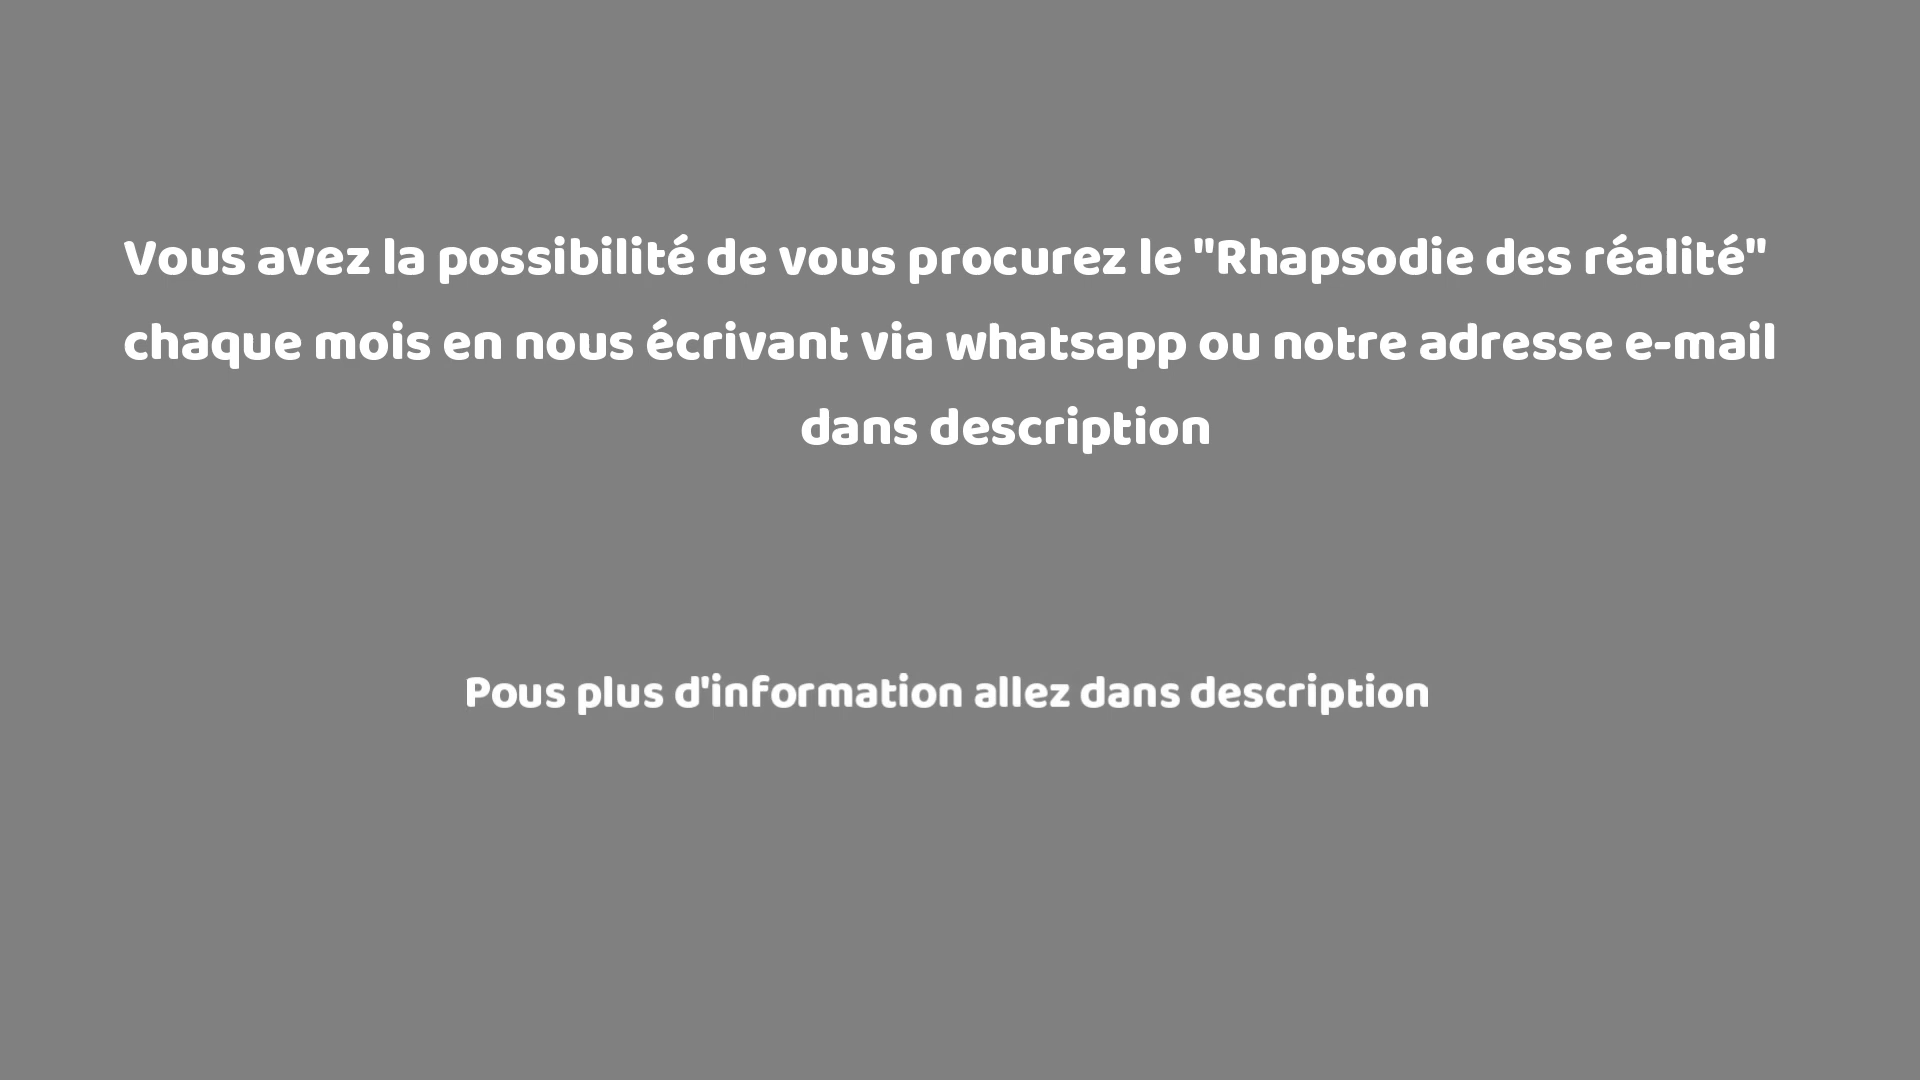 Vous avez la possibilité de vous procurez le "Rhapsodie des réalité"
chaque mois en nous écrivant via whatsapp ou notre adresse e-mail
dans description
Pous plus d'information allez dans description